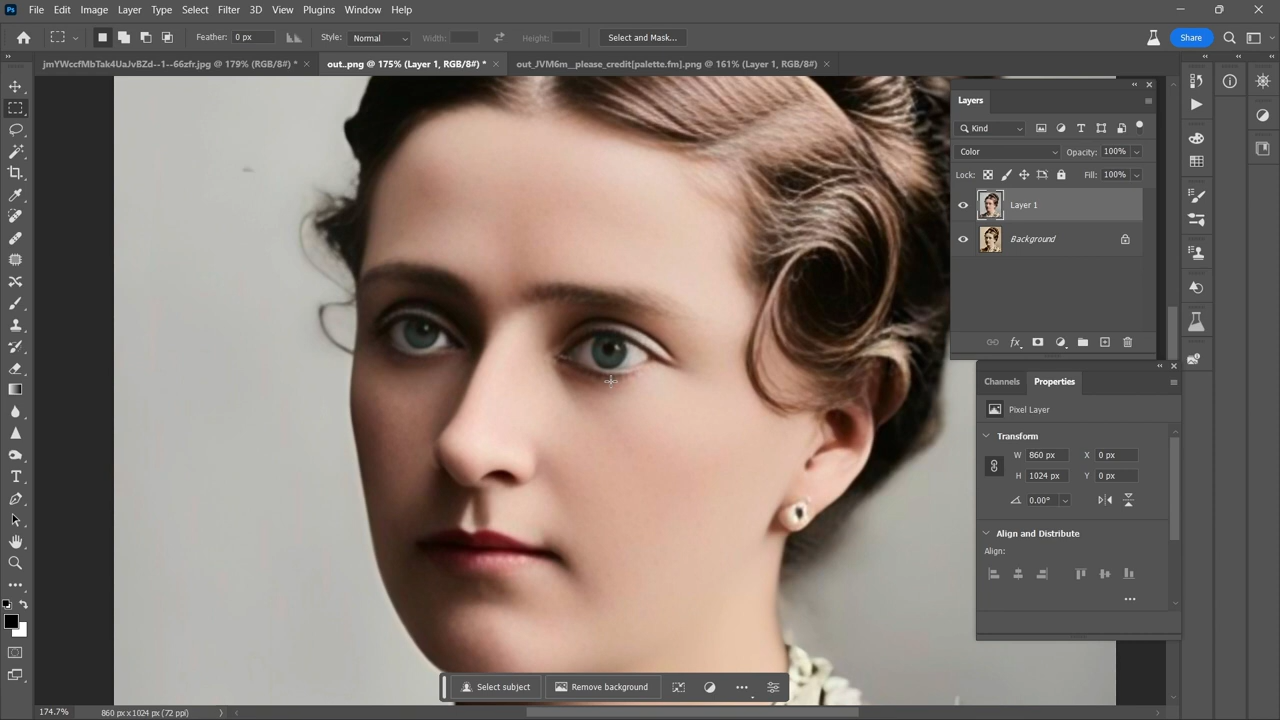 Ps File Edit Image Layer Type Select Filter 3D View Plugins Window Help
Feather: 0 px Style: Normal Width: Height: Select and Mask... Share
jmYWccfMbTak4UaJvBZd--1--66zfr.jpg @ 179% (RGB/8#) * out..png @ 175% (Layer 1, RGB/8#) * out_JVM6m__please_credit[palette.fm].png @ 161% (Layer 1, RGB/8#)
Layers
Kind
Color Opacity: 100%
Lock: Fill: 100%
Layer 1
Background
fx
Channels Properties
Pixel Layer
Transform
W 860 px X 0 px
H 1024 px Y 0 px
0.00°
Align and Distribute
Align:
Select subject Remove background
174.7% 860 px x 1024 px (72 ppi)